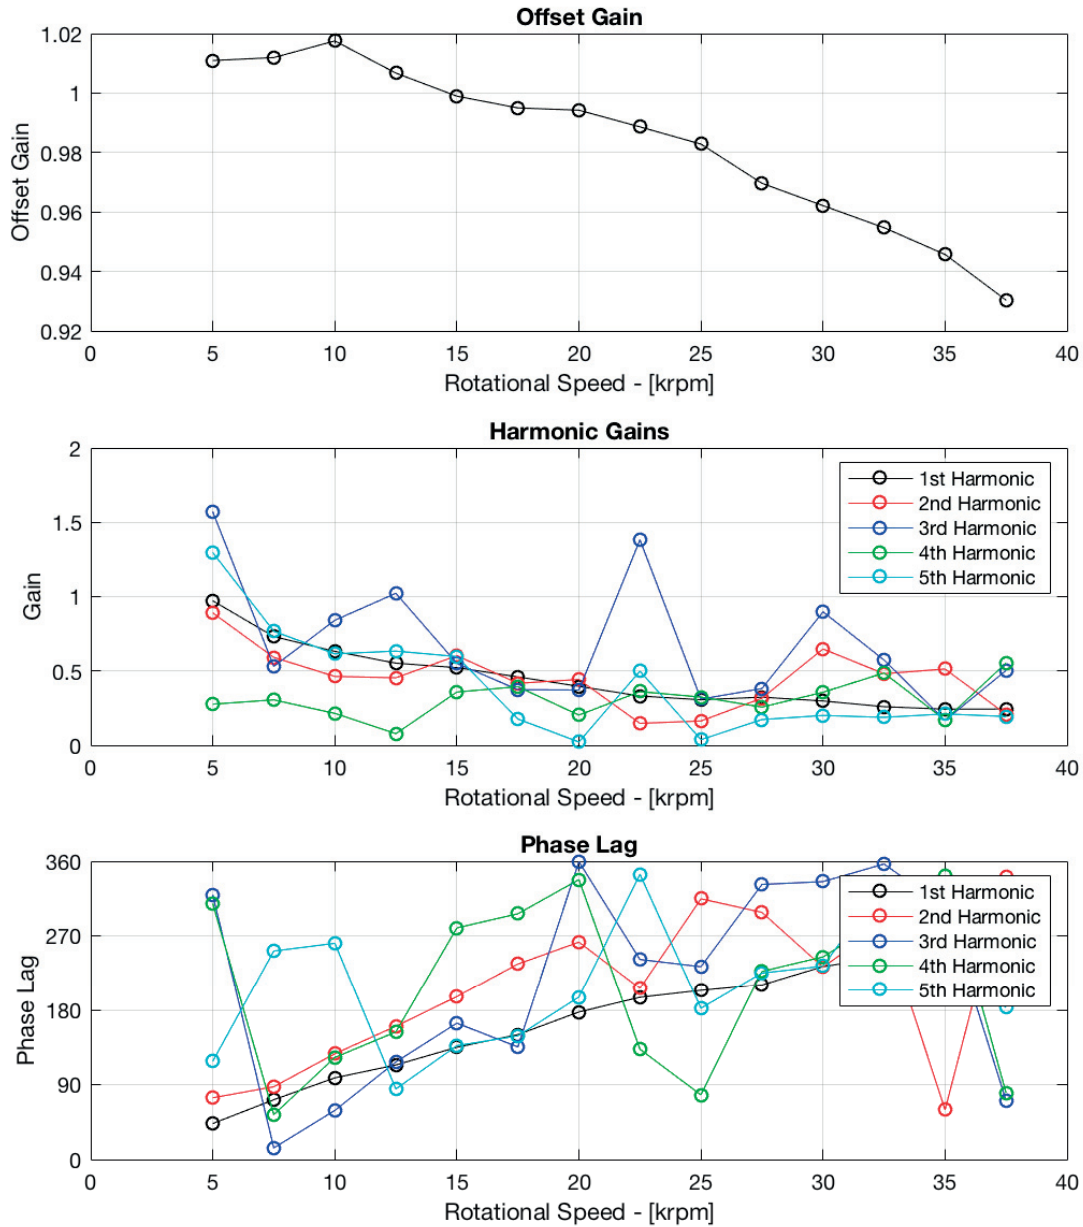 Offset Gain
1.02
1
0.98
0.96
0.94
0.92
Offset Gain
0 5 10 15 20 25 30 35 40
Rotational Speed - [krpm]
Harmonic Gains
2
1.5
1
0.5
0
Gain
1st Harmonic
2nd Harmonic
3rd Harmonic
4th Harmonic
5th Harmonic
0 5 10 15 20 25 30 35 40
Rotational Speed - [krpm]
Phase Lag
360
270
180
90
0
Phase Lag
1st Harmonic
2nd Harmonic
3rd Harmonic
4th Harmonic
5th Harmonic
0 5 10 15 20 25 30 35 40
Rotational Speed - [krpm]